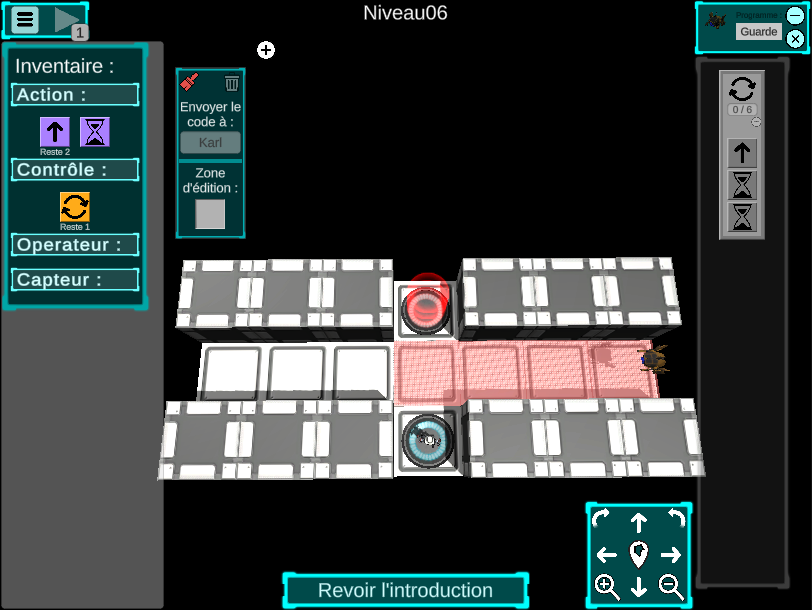 Niveau06
1
Programme :
Guarde
Inventaire :
Action :
Reste 2
Contrôle :
Reste 1
Operateur :
Capteur :
Envoyer le
code à :
Karl
Zone
d'édition :
0 / 6
Revoir l'introduction